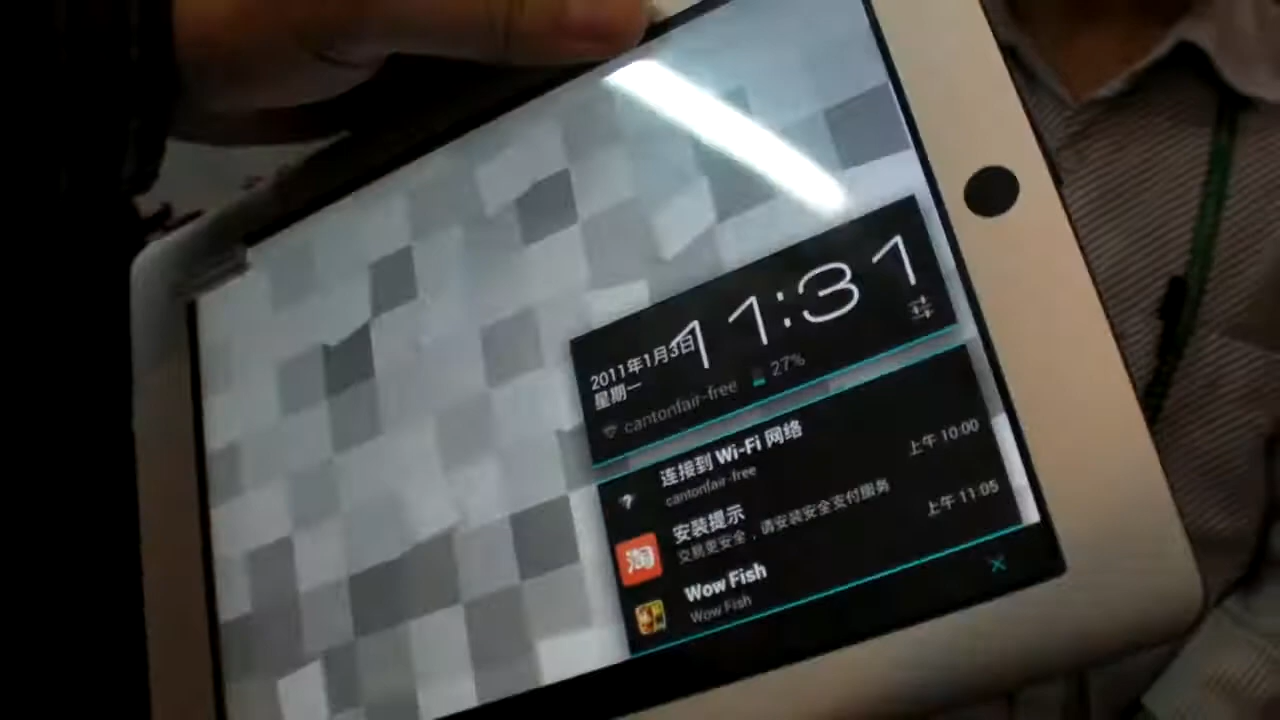 11:31
2011年1月3日
星期一
cantonfair-free 27%
连接到 Wi-Fi 网络
cantonfair-free
上午 10:00
安装提示
交易更安全，请安装安全支付服务
上午 11:05
淘
Wow Fish
Wow Fish